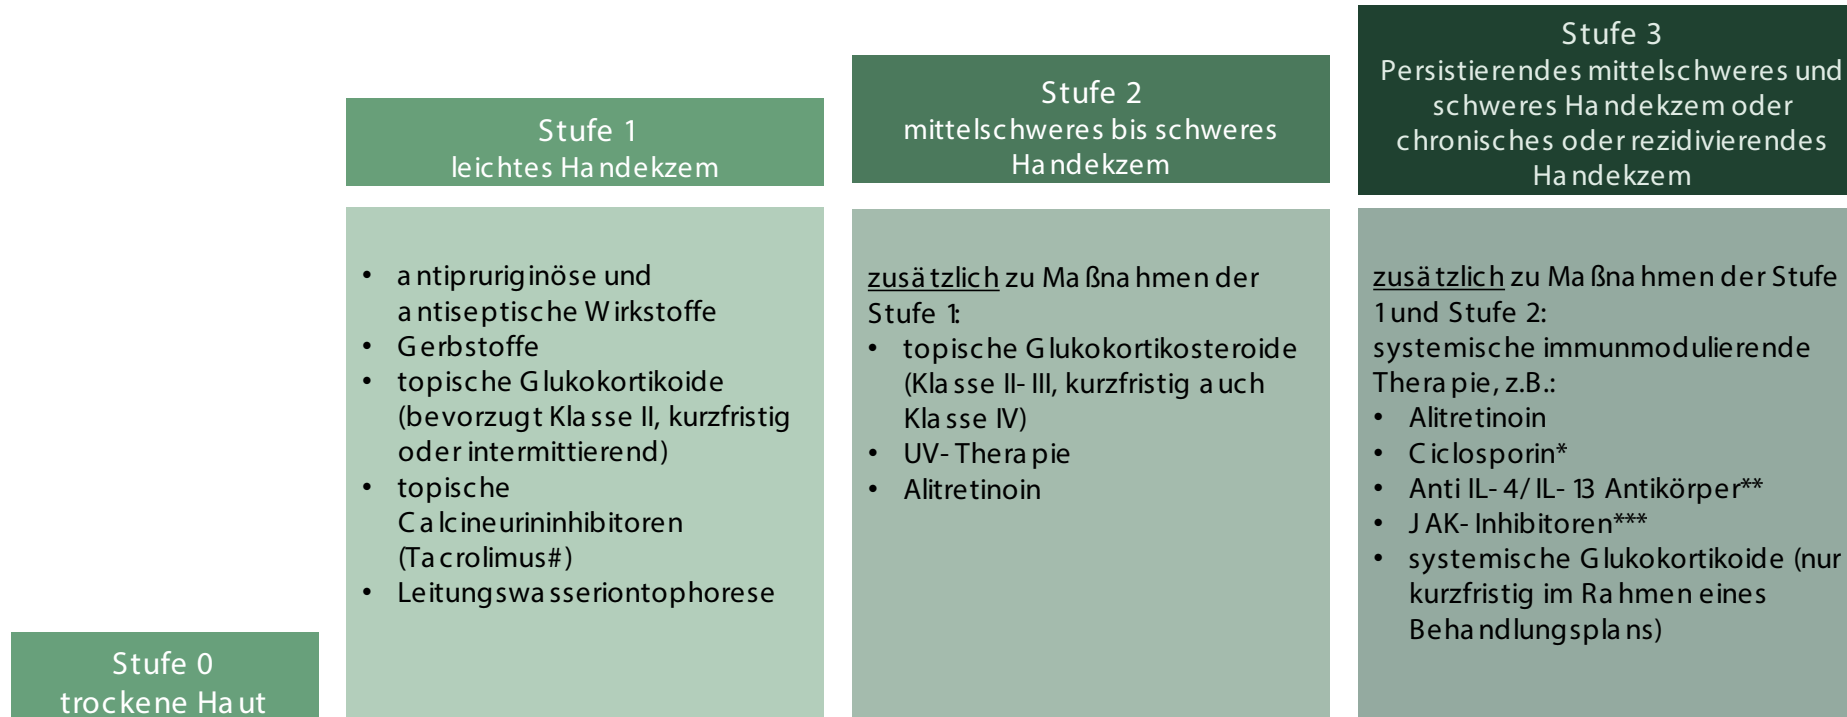 Stufe 0
trockene Haut
Stufe 1
leichtes Handekzem
• antipruriginöse und
antiseptische Wirkstoffe
• Gerbstoffe
• topische Glukokortikoide
(bevorzugt Klasse II, kurzfristig
oder intermittierend)
• topische
Calcineurininhibitoren
(Tacrolimus#)
• Leitungswasseriontophorese
Stufe 2
mittelschweres bis schweres
Handekzem
zusätzlich zu Maßnahmen der
Stufe 1:
• topische Glukokortikosteroide
(Klasse II-III, kurzfristig auch
Klasse IV)
• UV-Therapie
• Alitretinoin
Stufe 3
Persistierendes mittelschweres und
schweres Handekzem oder
chronisches oder rezidivierendes
Handekzem
zusätzlich zu Maßnahmen der Stufe
1 und Stufe 2:
systemische immunmodulierende
Therapie, z.B.:
• Alitretinoin
• Ciclosporin*
• Anti IL-4/IL-13 Antikörper**
• JAK-Inhibitoren***
• systemische Glukokortikoide (nur
kurzfristig im Rahmen eines
Behandlungsplans)